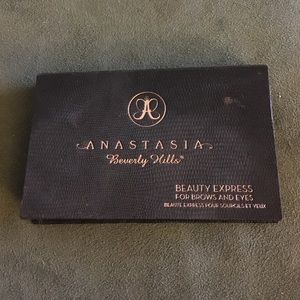 ANASTASIA
Beverly Hills®
BEAUTY EXPRESS
FOR BROWS AND EYES
BEAUTÉ EXPRESS POUR SOURCILS ET YEUX